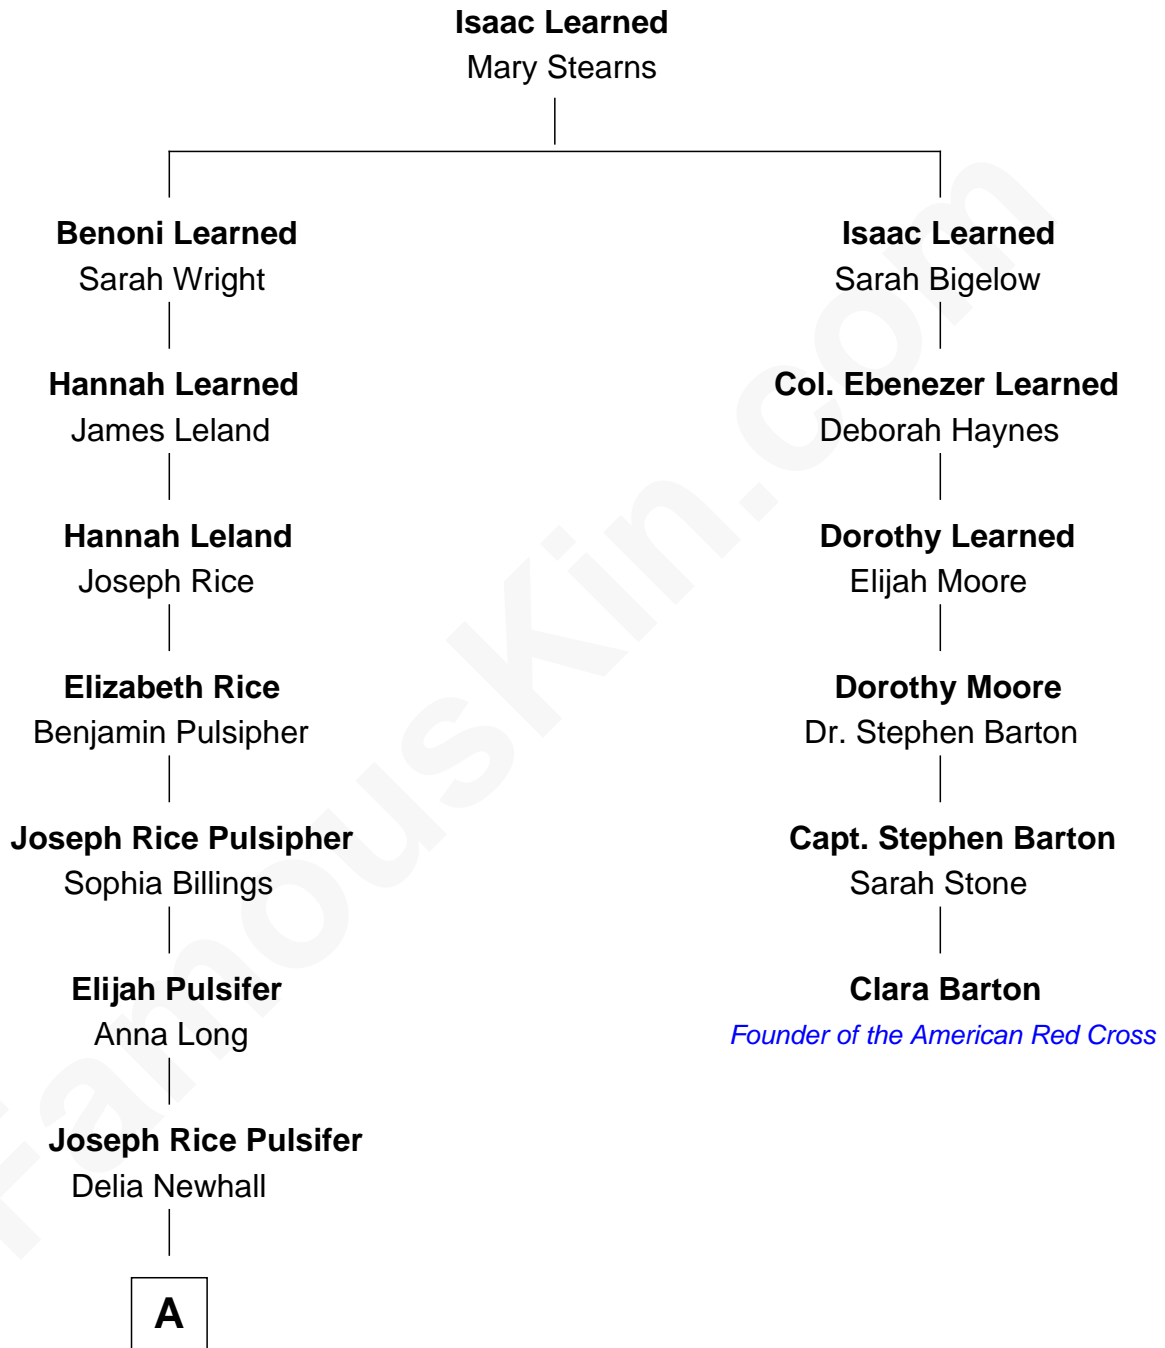 Isaac Learned
Mary Stearns
Benoni Learned
Sarah Wright
Hannah Learned
James Leland
Hannah Leland
Joseph Rice
Elizabeth Rice
Benjamin Pulsipher
Joseph Rice Pulsipher
Sophia Billings
Elijah Pulsifer
Anna Long
Joseph Rice Pulsifer
Delia Newhall
A
Isaac Learned
Sarah Bigelow
Col. Ebenezer Learned
Deborah Haynes
Dorothy Learned
Elijah Moore
Dorothy Moore
Dr. Stephen Barton
Capt. Stephen Barton
Sarah Stone
Clara Barton
Founder of the American Red Cross
FamousKin.com